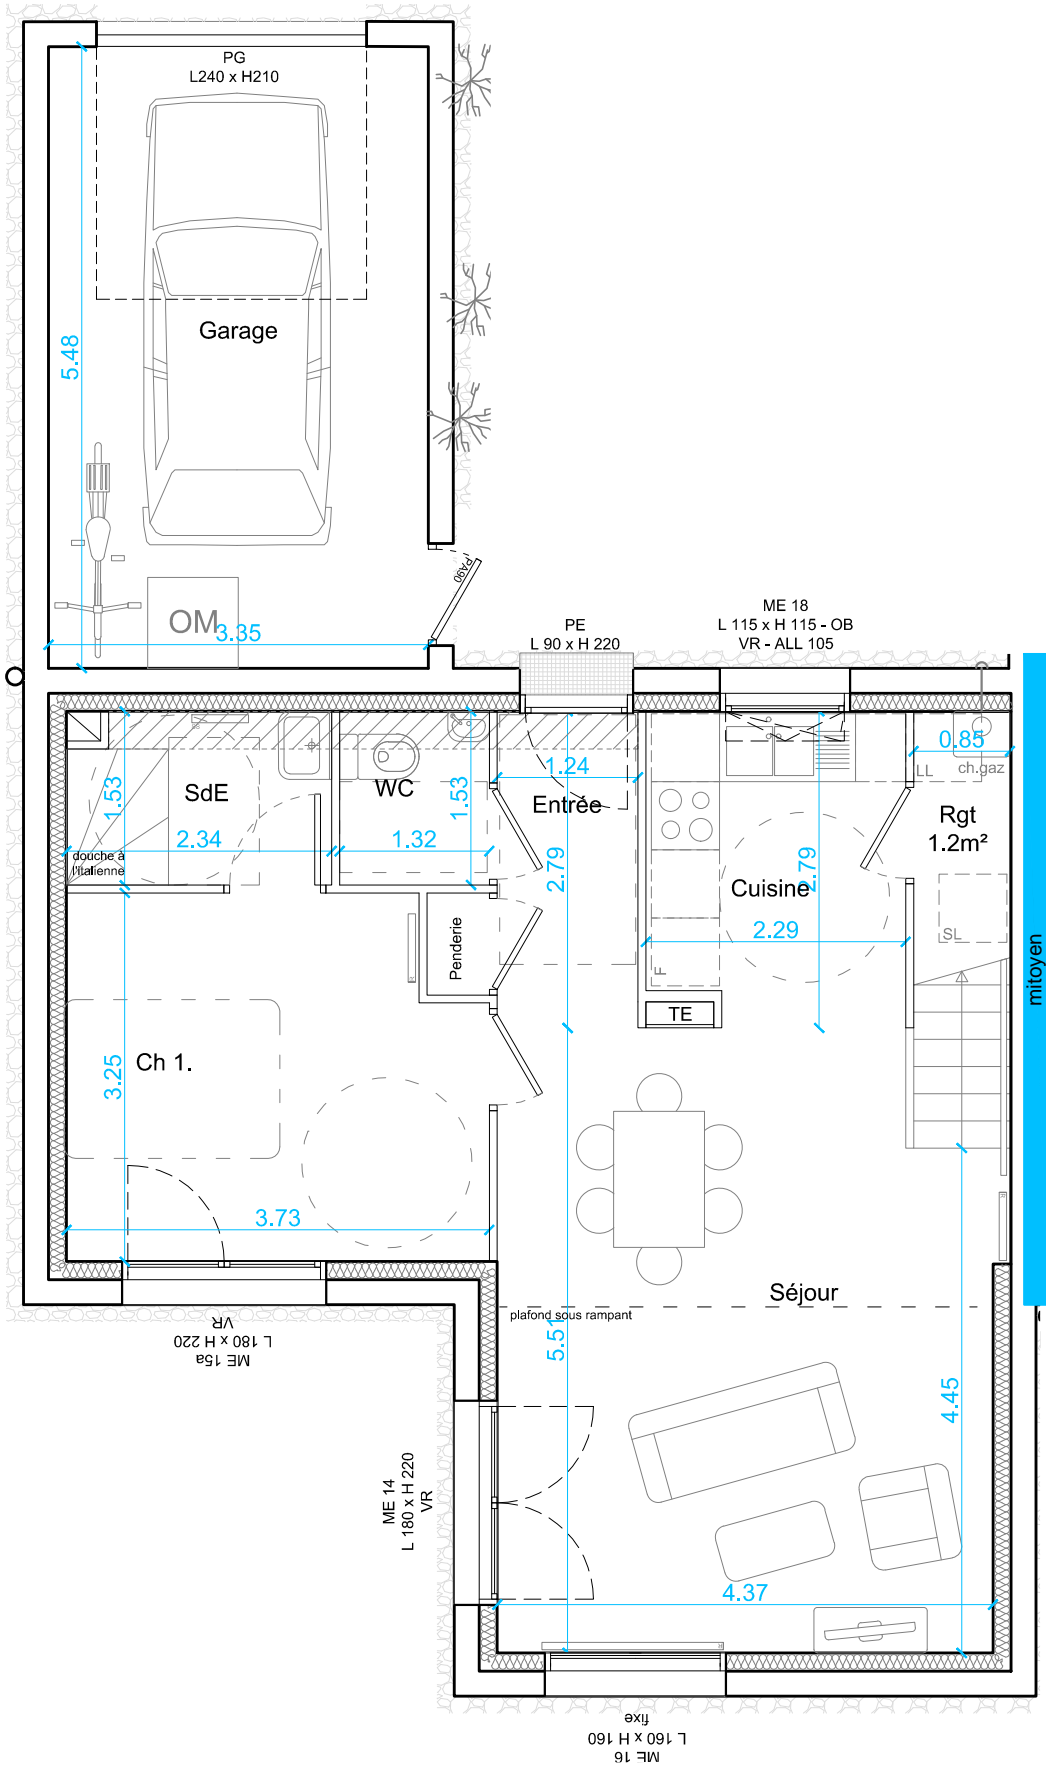 PG
L240 x H210
5.48
Garage
PA90
OM
3.35
PE
L 90 x H 220
ME 18
L 115 x H 115 - OB
VR - ALL 105
1.53
SdE
2.34
douche à
l'italienne
WC
1.53
1.32
1.24
Entrée
2.79
Cuisine
2.79
2.29
0.85
LL
ch.gaz
Rgt
1.2m²
SL
F
TE
Penderie
mitoyen
Ch 1.
3.25
3.73
Séjour
plafond sous rampant
5.51
4.45
4.37
ME 15a
L 180 x H 220
VR
ME 14
L 180 x H 220
VR
ME 16
L 160 x H 160
fixe